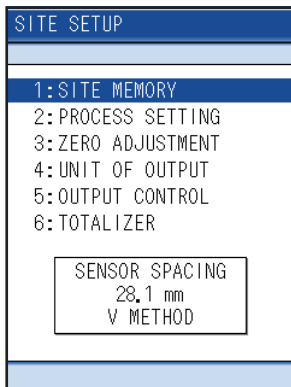 SITE SETUP
1:SITE MEMORY
2:PROCESS SETTING
3:ZERO ADJUSTMENT
4:UNIT OF OUTPUT
5:OUTPUT CONTROL
6:TOTALIZER
SENSOR SPACING
28.1 mm
V METHOD